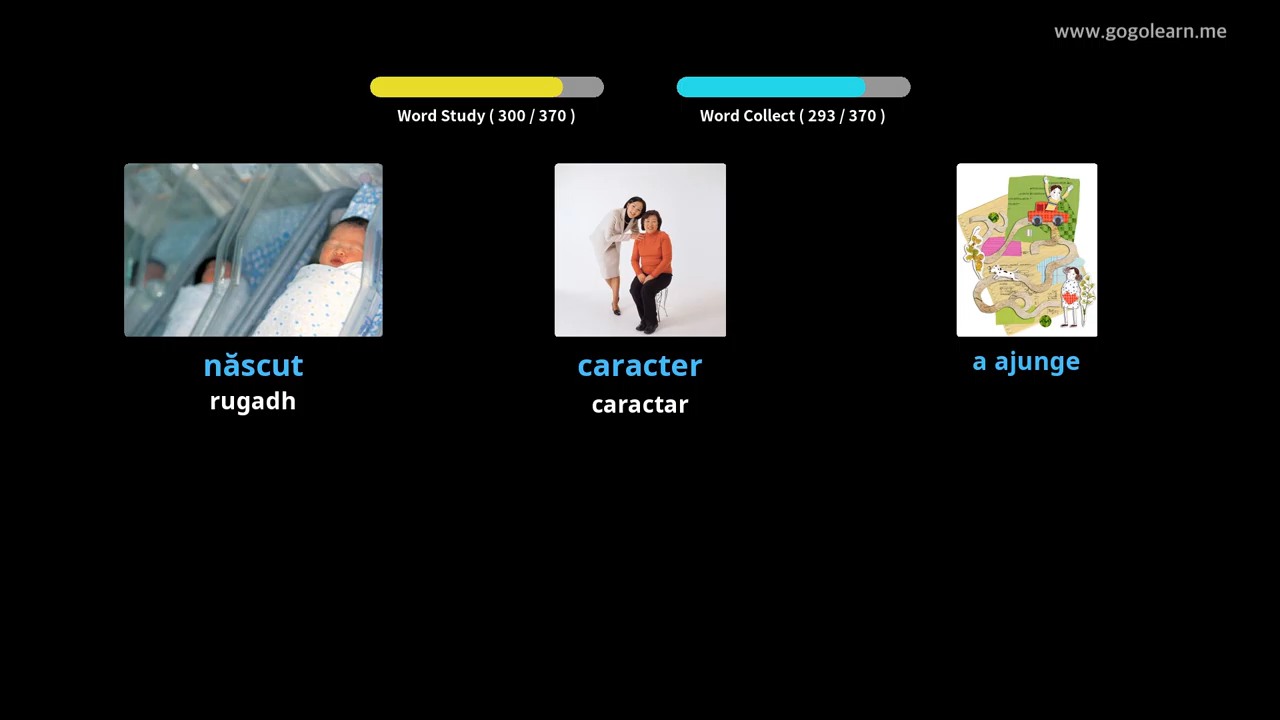 www.gogolearn.me
Word Study ( 300 / 370 )
Word Collect ( 293 / 370 )
născut
rugadh
caracter
caractar
a ajunge